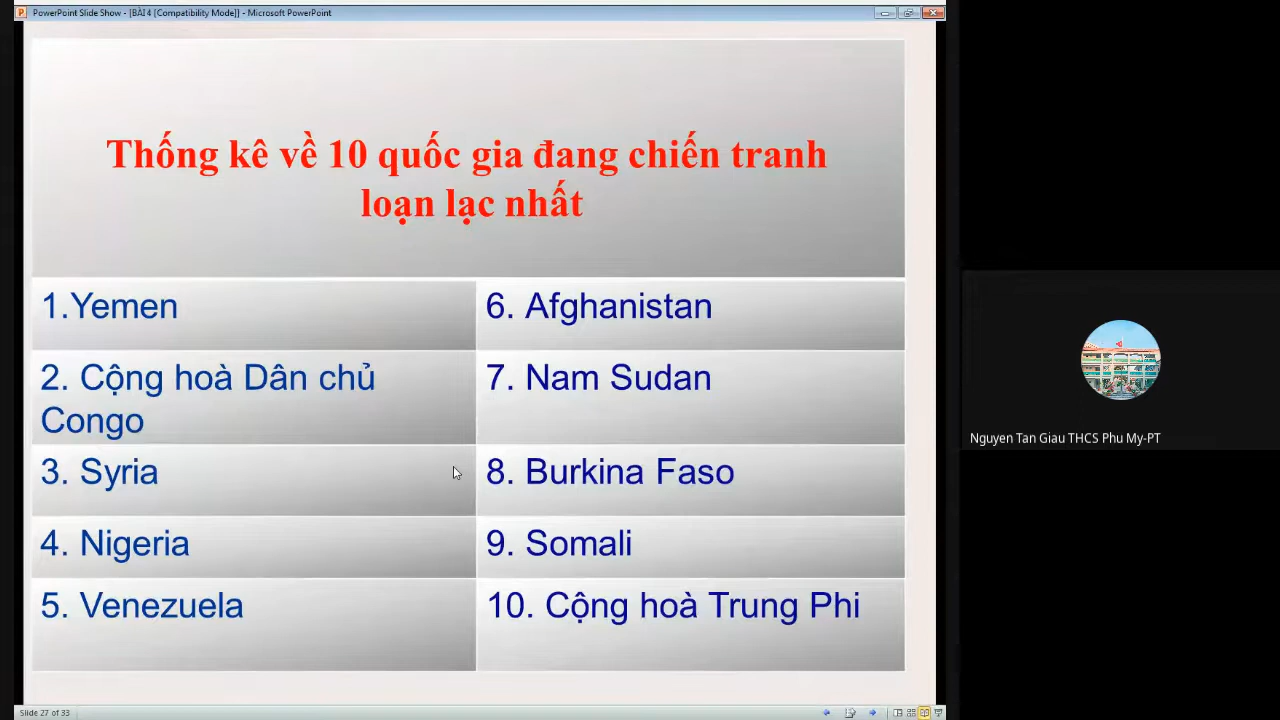 PowerPoint Slide Show - [BÀI 4 [Compatibility Mode]] - Microsoft PowerPoint
Thống kê về 10 quốc gia đang chiến tranh
loạn lạc nhất
1.Yemen
6. Afghanistan
2. Cộng hoà Dân chủ
Congo
7. Nam Sudan
3. Syria
8. Burkina Faso
4. Nigeria
9. Somali
5. Venezuela
10. Cộng hoà Trung Phi
Nguyen Tan Giau THCS Phu My-PT
Slide 27 of 33